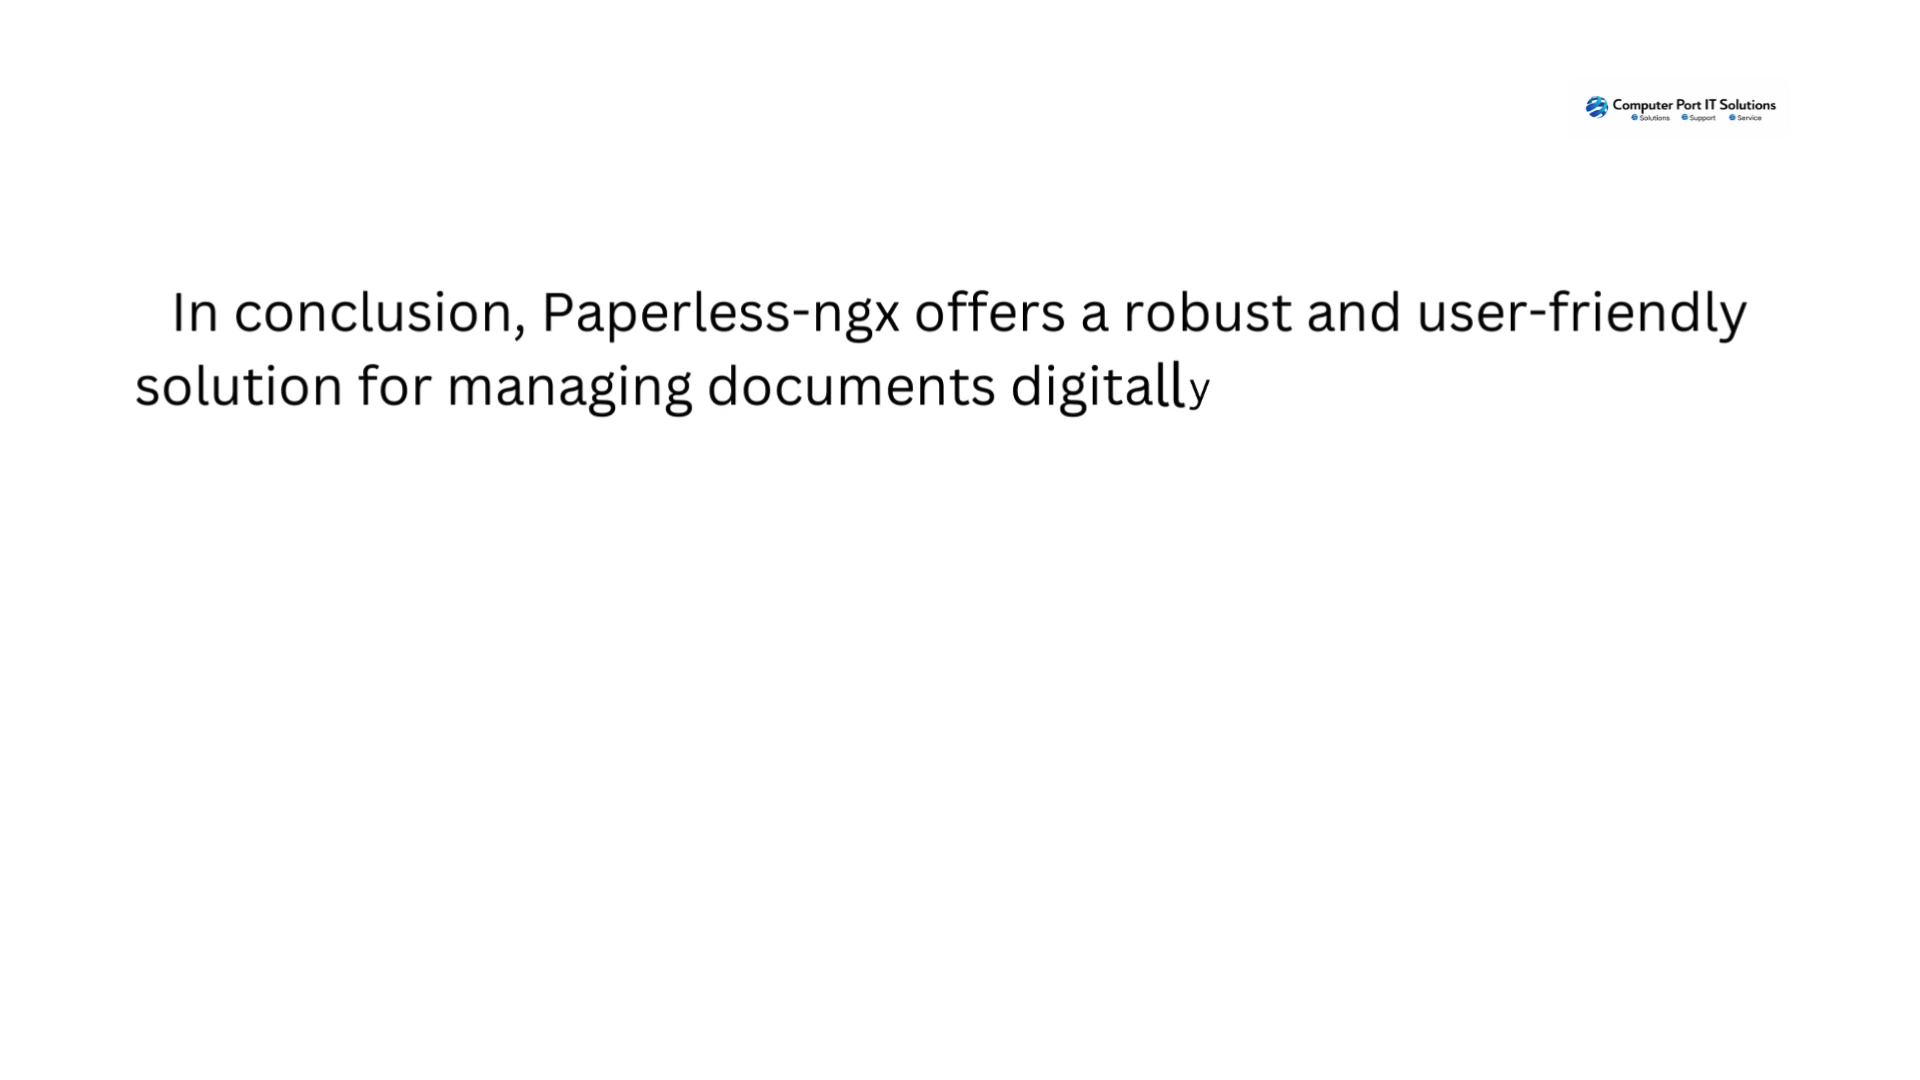 Computer Port IT Solutions
Solutions Support Service
In conclusion, Paperless-ngx offers a robust and user-friendly
solution for managing documents digitally